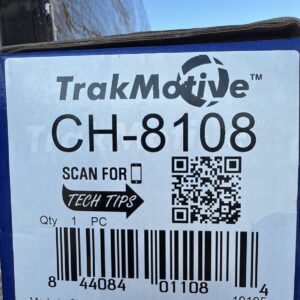 TrakMotive™
CH-8108
SCAN FOR
TECH TIPS
Qty 1 PC
8 44084 01108 4